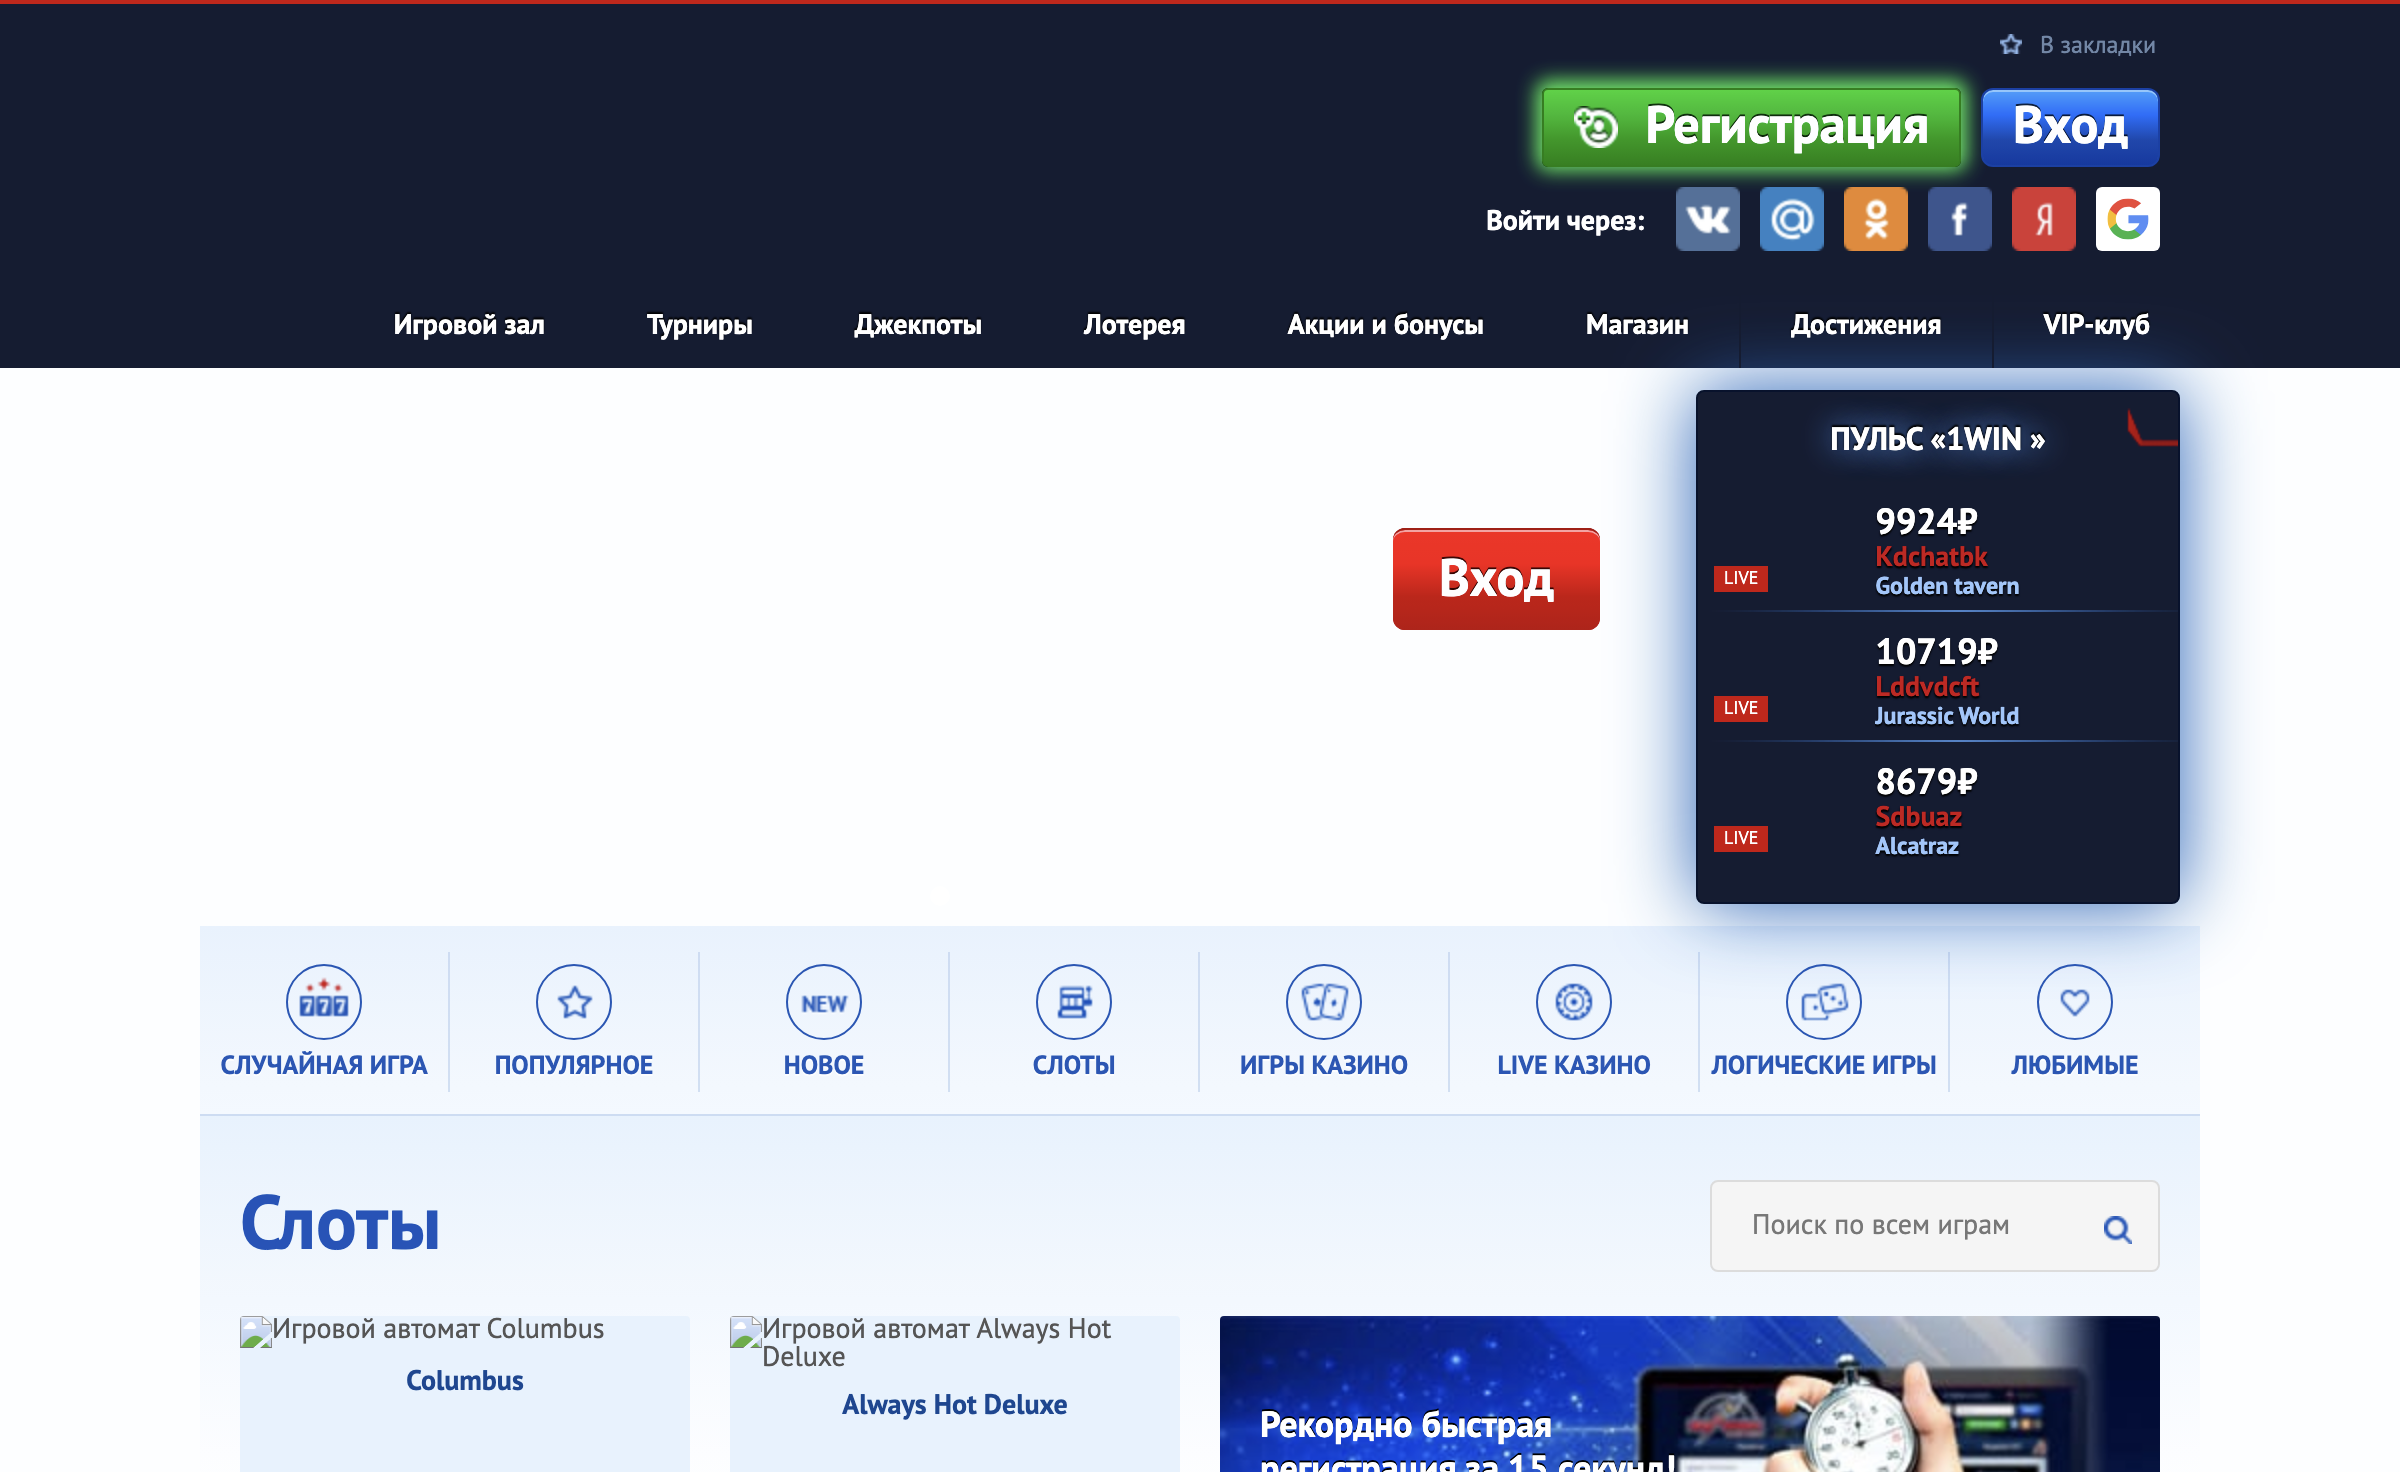 В закладки
Регистрация
Вход
Войти через:
Игровой зал
Турниры
Джекпоты
Лотерея
Акции и бонусы
Магазин
Достижения
VIP-клуб
ПУЛЬС «1WIN »
9924₽
Kdchatbk
LIVE
Golden tavern
Вход
10719₽
Lddvdcft
LIVE
Jurassic World
8679₽
Sdbuaz
LIVE
Alcatraz
777
NEW
СЛУЧАЙНАЯ ИГРА
ПОПУЛЯРНОЕ
НОВОЕ
СЛОТЫ
ИГРЫ КАЗИНО
LIVE КАЗИНО
ЛОГИЧЕСКИЕ ИГРЫ
ЛЮБИМЫЕ
Слоты
Поиск по всем играм
Игровой автомат Columbus
Columbus
Игровой автомат Always Hot
Deluxe
Always Hot Deluxe
Рекордно быстрая
регистрация за 15 секунд!